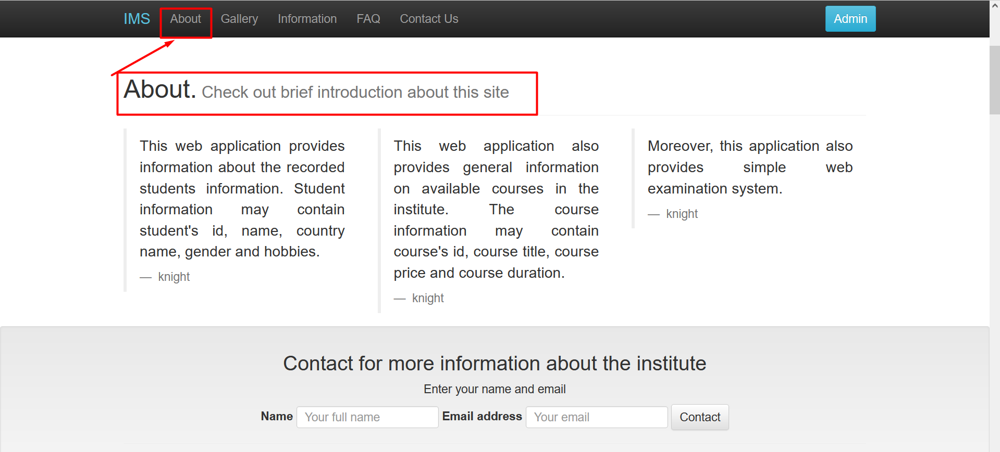 IMS About Gallery Information FAQ Contact Us Admin
About. Check out brief introduction about this site
This web application provides
information about the recorded
students information. Student
information may contain
student's id, name, country
name, gender and hobbies.
— knight
This web application also
provides general information
on available courses in the
institute. The course
information may contain
course's id, course title, course
price and course duration.
— knight
Moreover, this application also
provides simple web
examination system.
— knight
Contact for more information about the institute
Enter your name and email
Name Your full name Email address Your email Contact